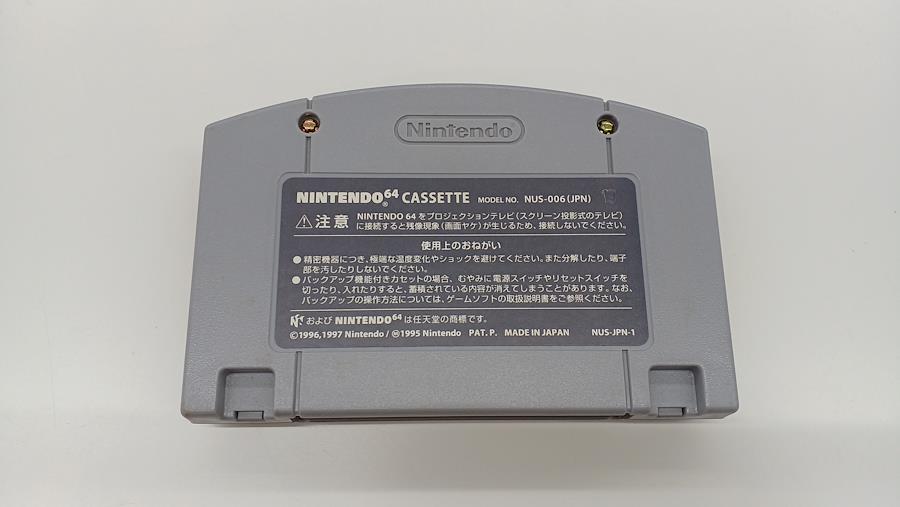 Nintendo
NINTENDO64® CASSETTE MODEL NO. NUS-006(JPN)
注意 NINTENDO 64 をプロジェクションテレビ(スクリーン投影式のテレビ)
に接続すると残像現象(画面ヤケ)が生じるため、接続しないでください。
使用上のおねがい
●精密機器につき、極端な温度変化やショックを避けてください。また分解したり、端子
部を汚したりしないでください。
●バックアップ機能付きカセットの場合、むやみに電源スイッチやリセットスイッチを
切ったり、入れたりすると、蓄積されている内容が消えてしまうことがあります。なお、
バックアップの操作方法については、ゲームソフトの取扱説明書をご参照ください。
および NINTENDO64 は任天堂の商標です。
©1996,1997 Nintendo/Ⓜ1995 Nintendo PAT. P. MADE IN JAPAN NUS-JPN-1